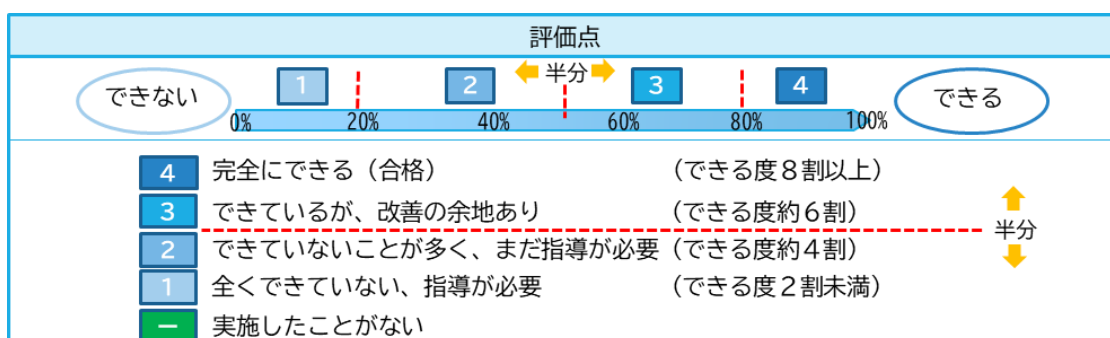 評価点
できない 1 2 半分 3 4 できる
0% 20% 40% 60% 80% 100%
4 完全にできる（合格） （できる度８割以上）
3 できているが、改善の余地あり （できる度約６割）
半分
2 できていないことが多く、まだ指導が必要 （できる度約４割）
1 全くできていない、指導が必要 （できる度２割未満）
－ 実施したことがない